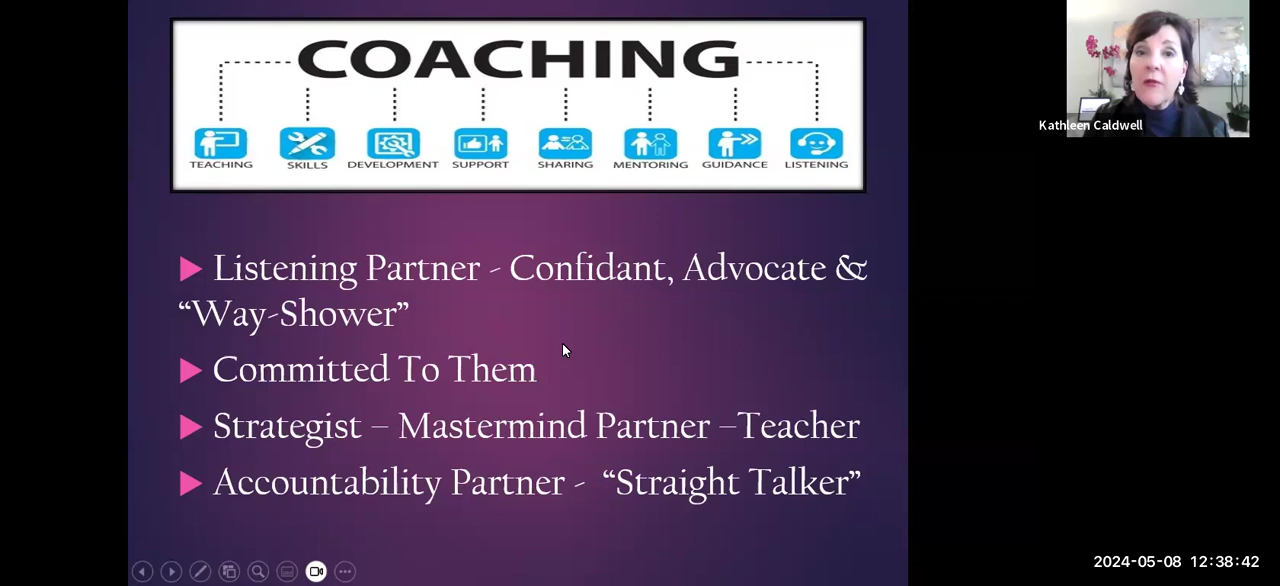 COACHING
TEACHING SKILLS DEVELOPMENT SUPPORT SHARING MENTORING GUIDANCE LISTENING
Kathleen Caldwell
Listening Partner - Confidant, Advocate &
“Way-Shower”
Committed To Them
Strategist – Mastermind Partner –Teacher
Accountability Partner - “Straight Talker”
2024-05-08 12:38:42